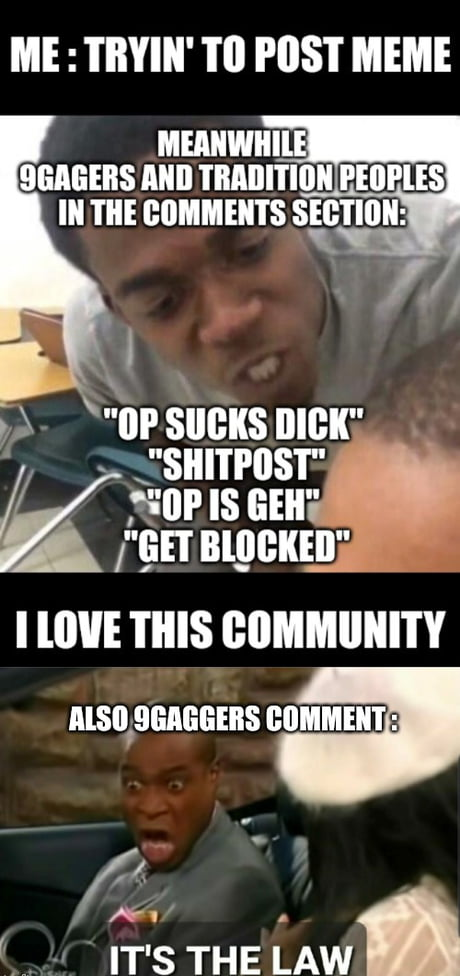 ME : TRYIN' TO POST MEME
MEANWHILE
9GAGERS AND TRADITION PEOPLES
IN THE COMMENTS SECTION:
"OP SUCKS DICK"
"SHITPOST"
"OP IS GEH"
"GET BLOCKED"
I LOVE THIS COMMUNITY
ALSO 9GAGGERS COMMENT :
IT'S THE LAW